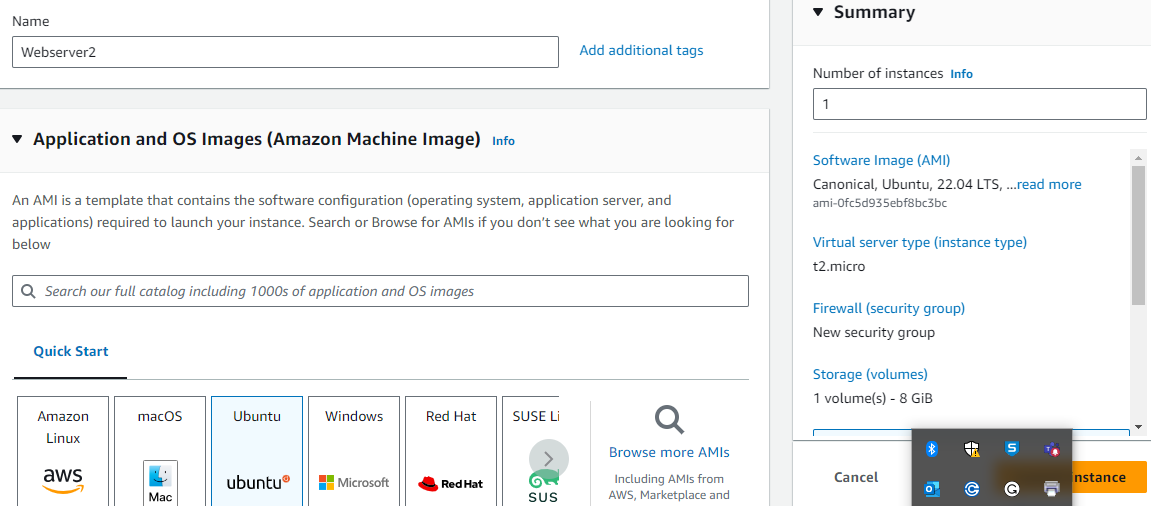 Name
Webserver2
Add additional tags
Application and OS Images (Amazon Machine Image) Info
An AMI is a template that contains the software configuration (operating system, application server, and
applications) required to launch your instance. Search or Browse for AMIs if you don't see what you are looking for
below
Search our full catalog including 1000s of application and OS images
Quick Start
Amazon
Linux
aws
macOS
Mac
Ubuntu
ubuntu
Windows
Microsoft
Red Hat
Red Hat
SUSE Li
SUS
Browse more AMIs
Including AMIs from
AWS, Marketplace and
Summary
Number of instances Info
1
Software Image (AMI)
Canonical, Ubuntu, 22.04 LTS, ...read more
ami-0fc5d935ebf8bc3bc
Virtual server type (instance type)
t2.micro
Firewall (security group)
New security group
Storage (volumes)
1 volume(s) - 8 GiB
Cancel
instance